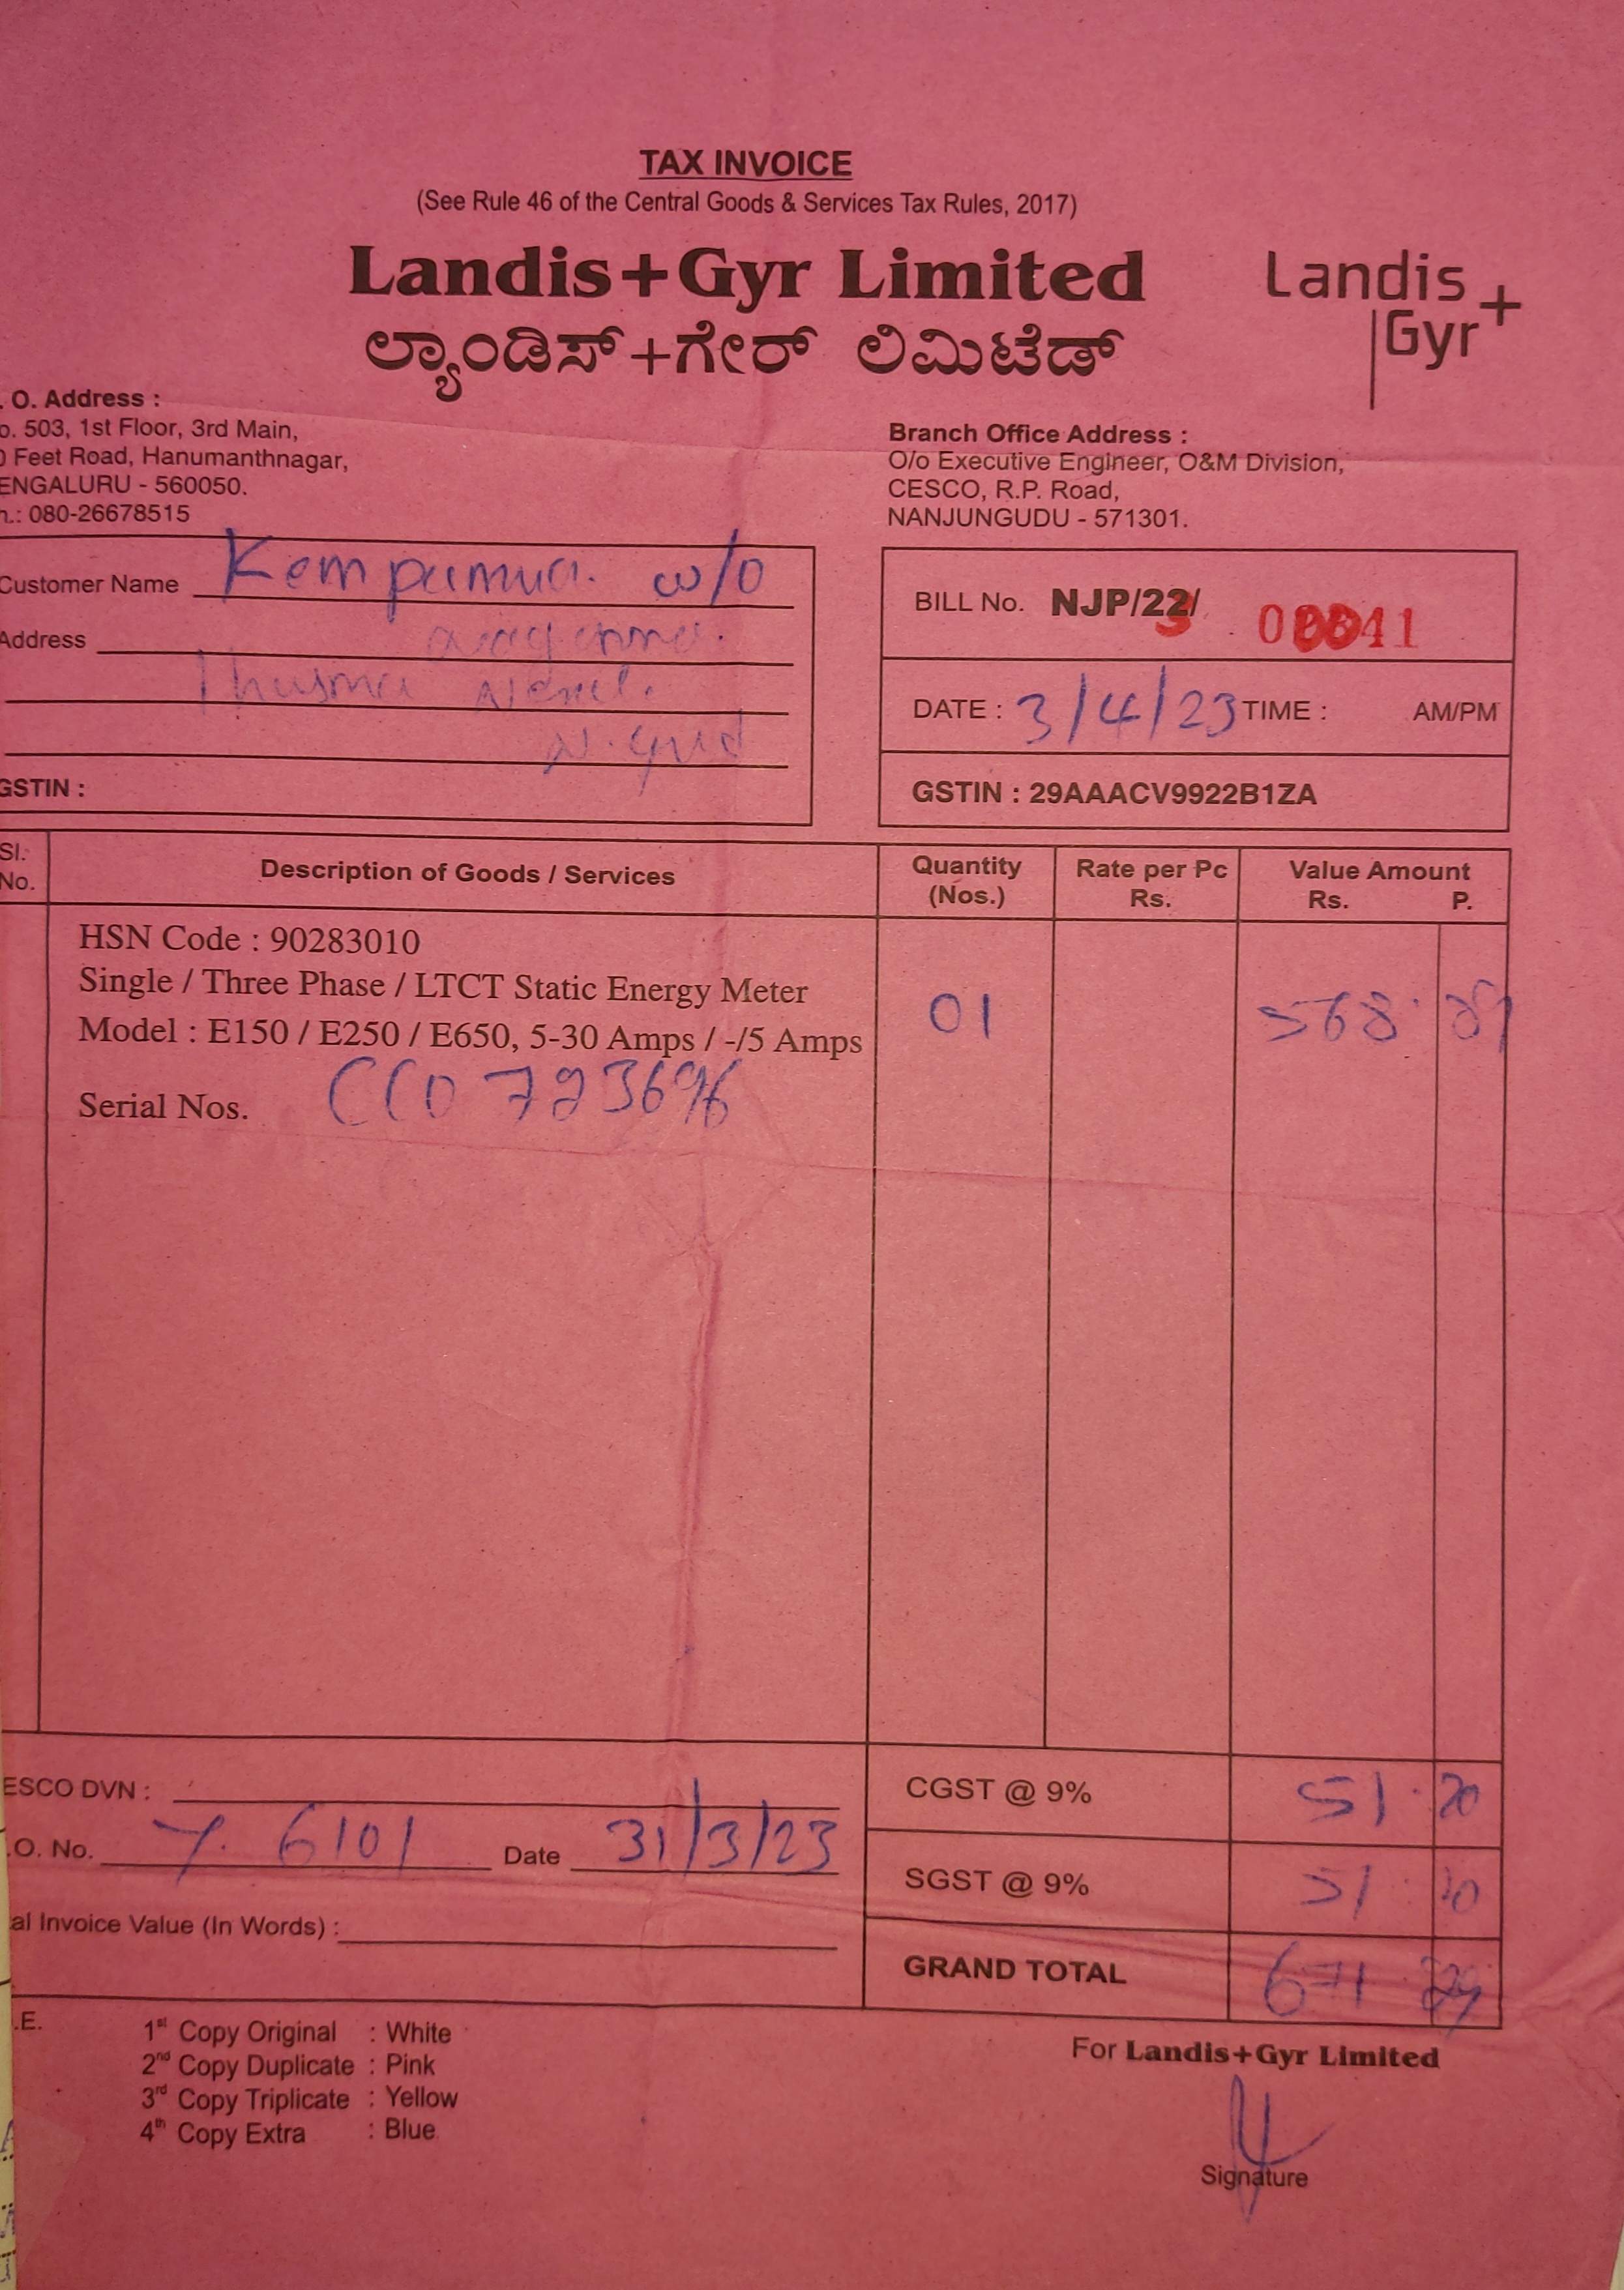 TAX INVOICE
(See Rule 46 of the Central Goods & Services Tax Rules, 2017)
Landis+Gyr Limited
ಲ್ಯಾಂಡಿಸ್+ಗೇರ್ ಲಿಮಿಟೆಡ್
Landis+
Gyr
. O. Address :
o. 503, 1st Floor, 3rd Main,
0 Feet Road, Hanumanthnagar,
ENGALURU - 560050.
n.: 080-26678515
Branch Office Address :
O/o Executive Engineer, O&M Division,
CESCO, R.P. Road,
NANJUNGUDU - 571301.
Customer Name w/o
Address
N. Gud
GSTIN :
BILL No. NJP/23/ 41
DATE : 3/4/23 TIME : AM/PM
GSTIN : 29AAACV9922B1ZA
Sl. No. Description of Goods / Services Quantity (Nos.) Rate per Pc Rs. Value Amount Rs. P.
HSN Code : 90283010
Single / Three Phase / LTCT Static Energy Meter
Model : E150 / E250 / E650, 5-30 Amps / -/5 Amps
01 568.
Serial Nos.
ESCO DVN :
CGST @ 9% 51.20
.O. No. 6101 Date 31/3/23
SGST @ 9% 51
al Invoice Value (In Words) :
GRAND TOTAL 671
.E.
1st Copy Original : White
2nd Copy Duplicate : Pink
3rd Copy Triplicate : Yellow
4th Copy Extra : Blue
For Landis+Gyr Limited
Signature